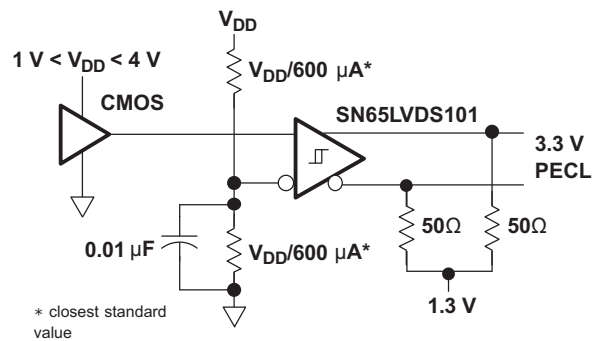 V_DD
1 V < V_DD < 4 V
V_DD/600 µA*
CMOS
SN65LVDS101
3.3 V
PECL
0.01 µF
V_DD/600 µA*
50Ω
50Ω
1.3 V
* closest standard
value